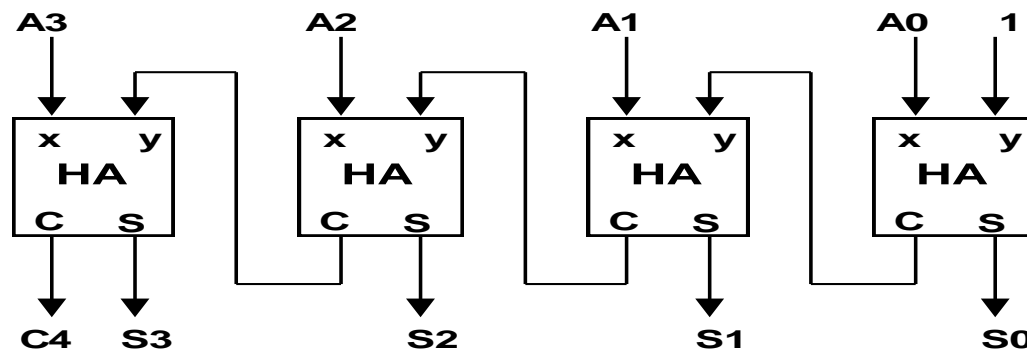 A3 A2 A1 A0 1
x y x y x y x y
HA HA HA HA
C S C S C S C S
C4 S3 S2 S1 S0